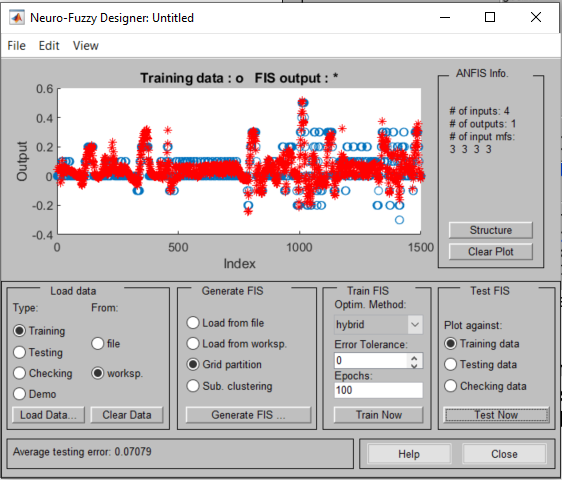 Neuro-Fuzzy Designer: Untitled
File Edit View
Training data : o FIS output : *
Output
0.6
0.4
0.2
0
-0.2
-0.4
0 500 1000 1500
Index
ANFIS Info.
# of inputs: 4
# of outputs: 1
# of input mfs:
3 3 3 3
Structure
Clear Plot
Load data
Type: From:
Training
Testing
Checking
Demo
file
worksp.
Load Data...
Clear Data
Generate FIS
Load from file
Load from worksp.
Grid partition
Sub. clustering
Generate FIS ...
Train FIS
Optim. Method:
hybrid
Error Tolerance:
0
Epochs:
100
Train Now
Test FIS
Plot against:
Training data
Testing data
Checking data
Test Now
Average testing error: 0.07079
Help
Close